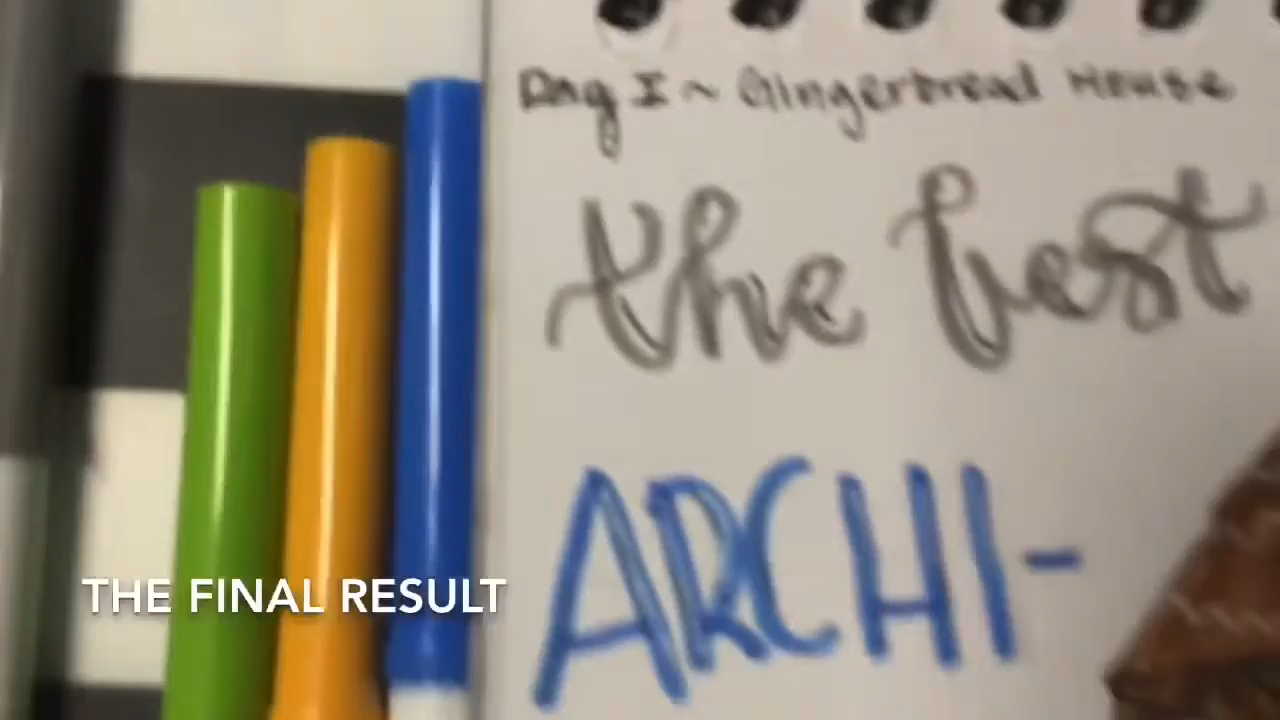 Day I ~ Gingerbread House
the best
ARCHI-
THE FINAL RESULT